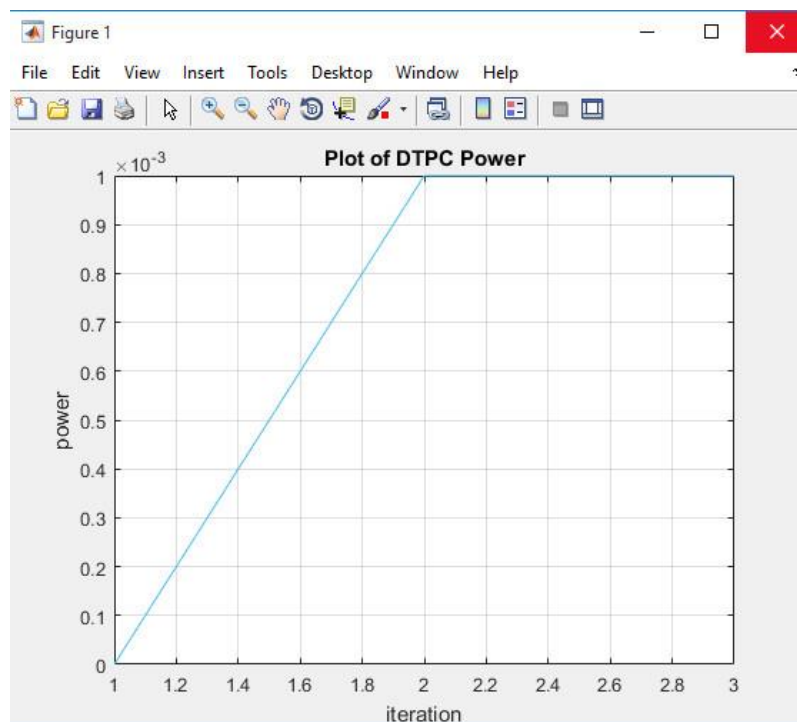 Figure 1
File Edit View Insert Tools Desktop Window Help
×10-3
Plot of DTPC Power
1
0.9
0.8
0.7
0.6
0.5
0.4
0.3
0.2
0.1
0
power
1 1.2 1.4 1.6 1.8 2 2.2 2.4 2.6 2.8 3
iteration